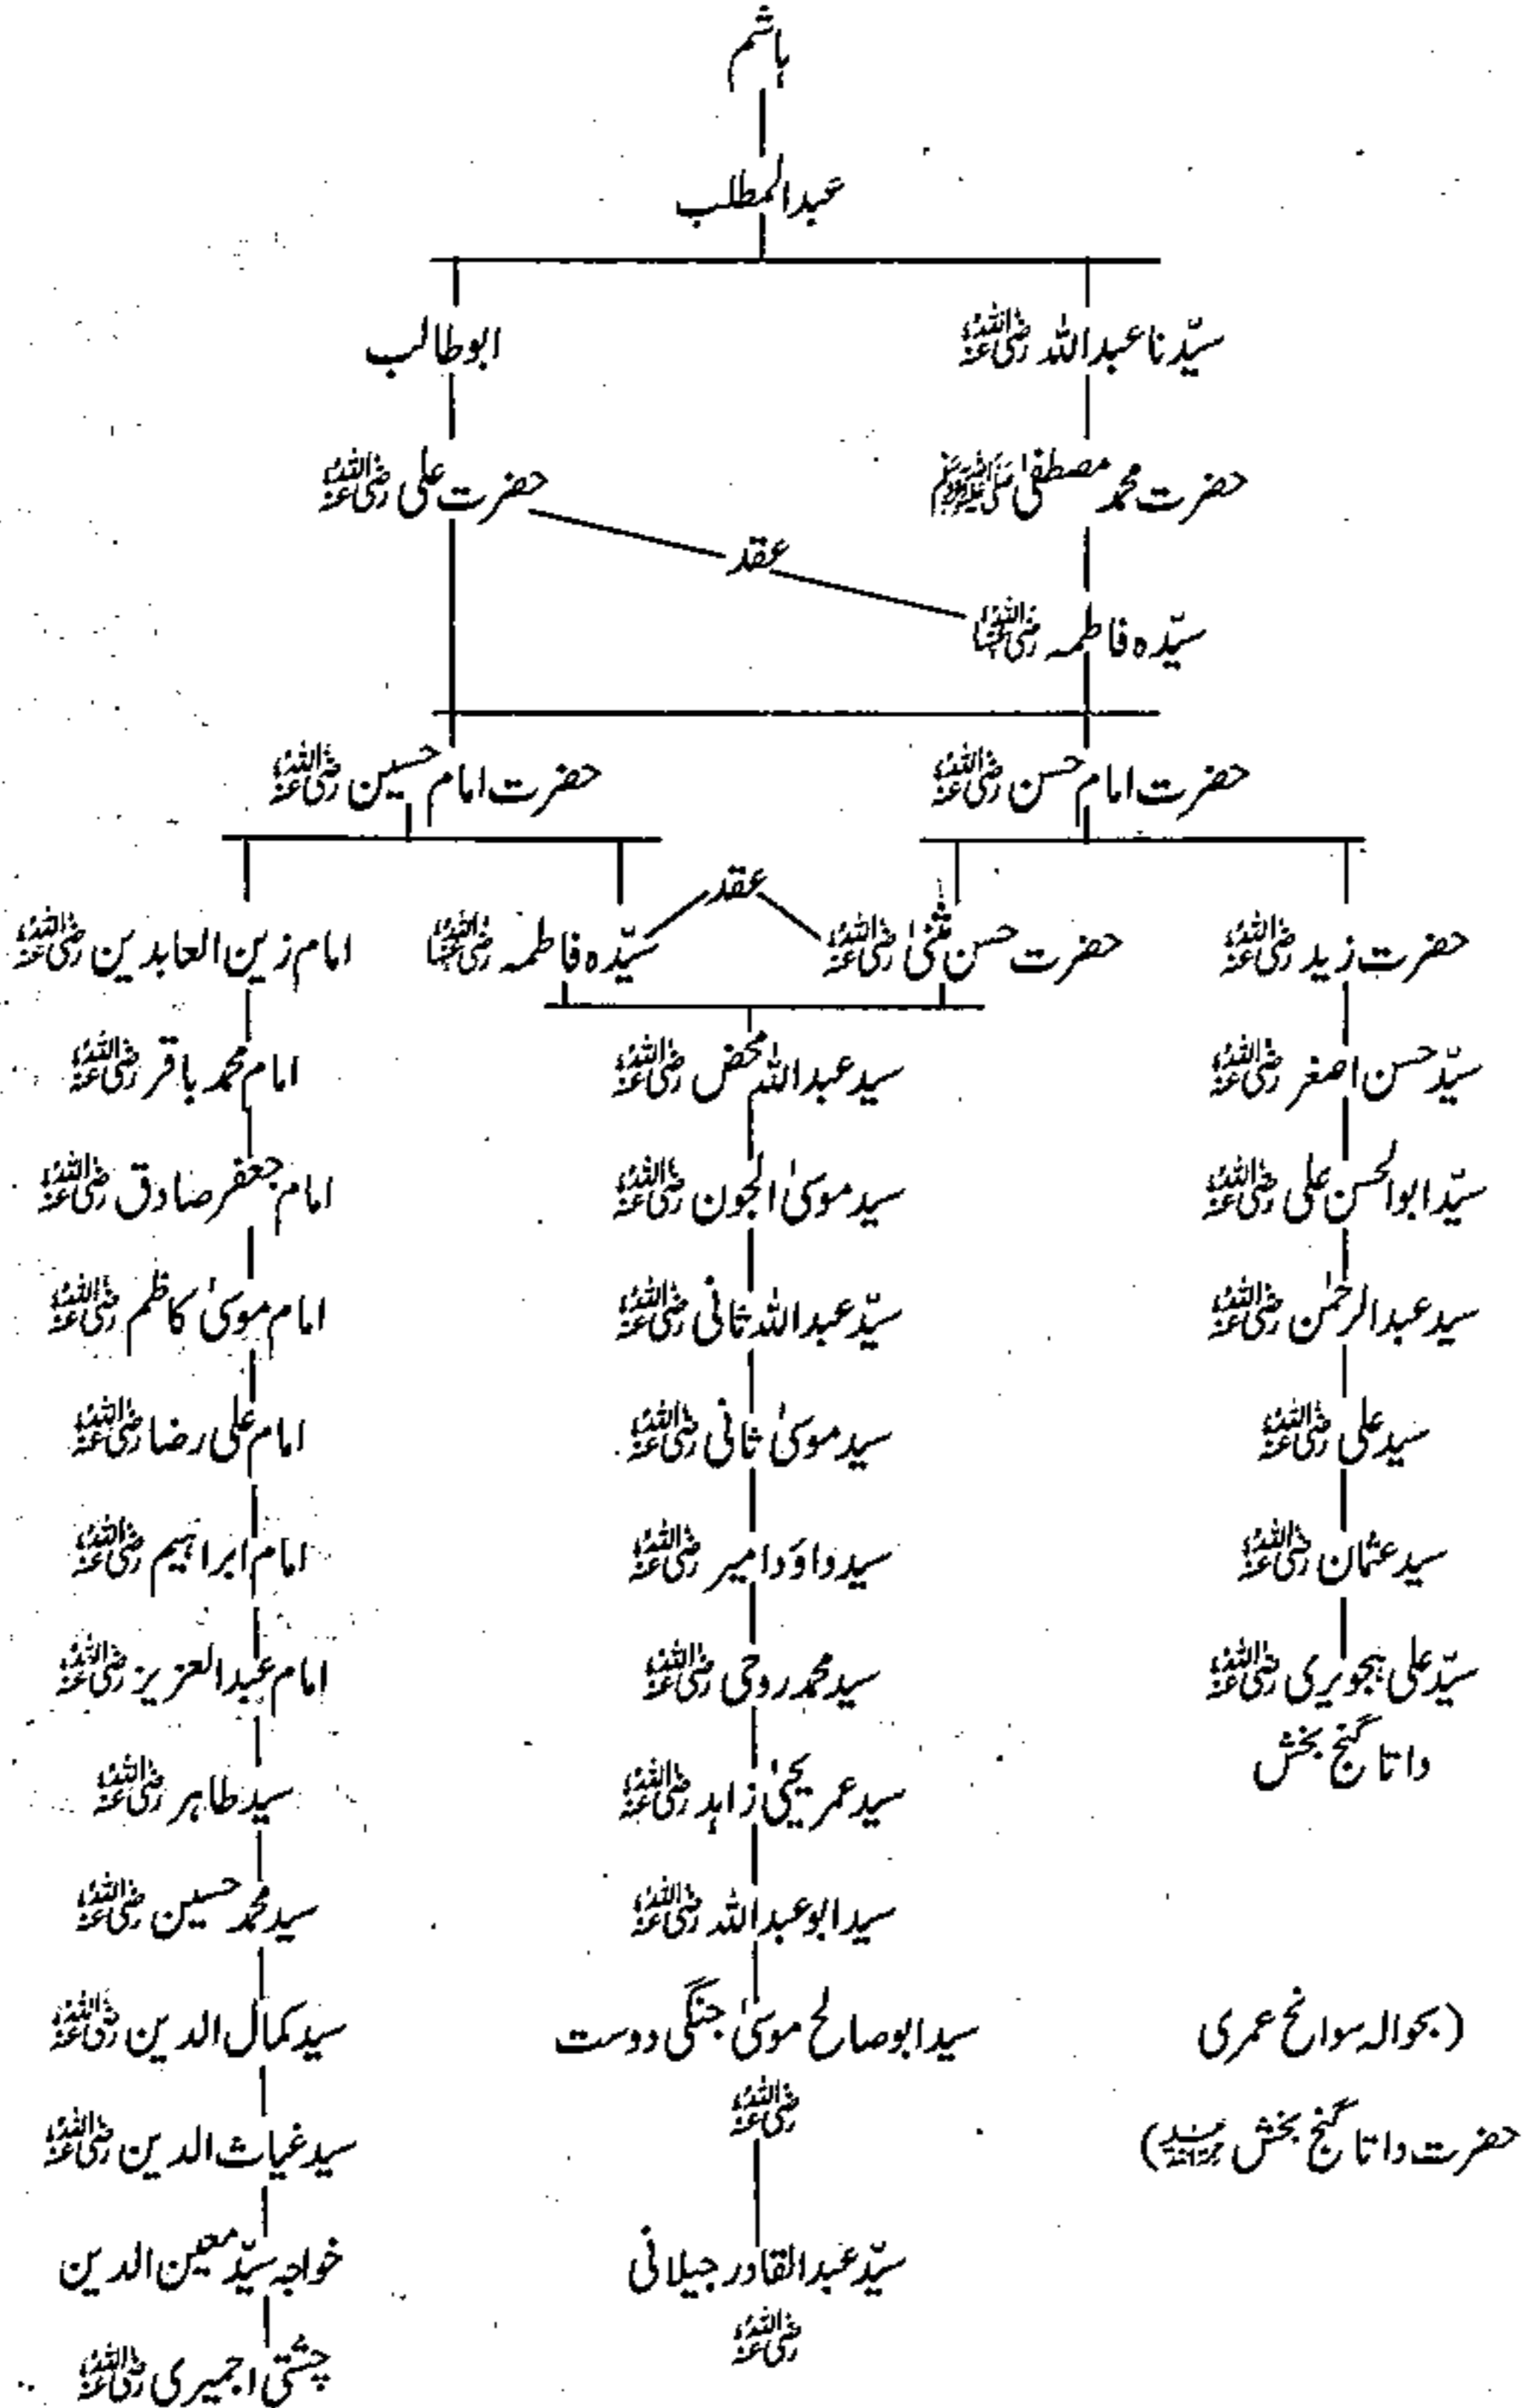 ہاشم
عبدالمطلب
سیّدنا عبداللہ رضی اللہ عنہ ابوطالب
حضرت محمد مصطفیٰ صلی اللہ علیہ وسلم حضرت علی رضی اللہ عنہ
عقد
سیّدہ فاطمہ رضی اللہ عنہا
حضرت امام حسن رضی اللہ عنہ حضرت امام حسین رضی اللہ عنہ
عقد
حضرت زید رضی اللہ عنہ حضرت حسن مثنیٰ رضی اللہ عنہ سیّدہ فاطمہ رضی اللہ عنہا امام زین العابدین رضی اللہ عنہ
سیّد حسن اصغر رضی اللہ عنہ سید عبداللہ محض رضی اللہ عنہ امام محمد باقر رضی اللہ عنہ
سیّد ابوالحسن علی رضی اللہ عنہ سید موسیٰ الجون رضی اللہ عنہ امام جعفر صادق رضی اللہ عنہ
سید عبدالرحمٰن رضی اللہ عنہ سیّد عبداللہ ثانی رضی اللہ عنہ امام موسیٰ کاظم رضی اللہ عنہ
سید علی رضی اللہ عنہ سید موسیٰ ثانی رضی اللہ عنہ امام علی رضا رضی اللہ عنہ
سید عثمان رضی اللہ عنہ سید داؤد امیر رضی اللہ عنہ امام ابراہیم رضی اللہ عنہ
سیّد علی ہجویری رضی اللہ عنہ سید محمد روحی رضی اللہ عنہ امام عبدالعزیز رضی اللہ عنہ
داتا گنج بخش سید عمر یحییٰ زاہد رضی اللہ عنہ سید طاہر رضی اللہ عنہ
سید ابو عبداللہ رضی اللہ عنہ سید محمد حسین رضی اللہ عنہ
(بحوالہ سوانح عمری سید ابو صالح موسیٰ جنگی دوست سید کمال الدین رضی اللہ عنہ
رضی اللہ عنہ
حضرت داتا گنج بخش رحمۃ اللہ علیہ) سید غیاث الدین رضی اللہ عنہ
سیّد عبدالقادر جیلانی خواجہ سیّد معین الدین
رضی اللہ عنہ چشتی اجمیری رضی اللہ عنہ